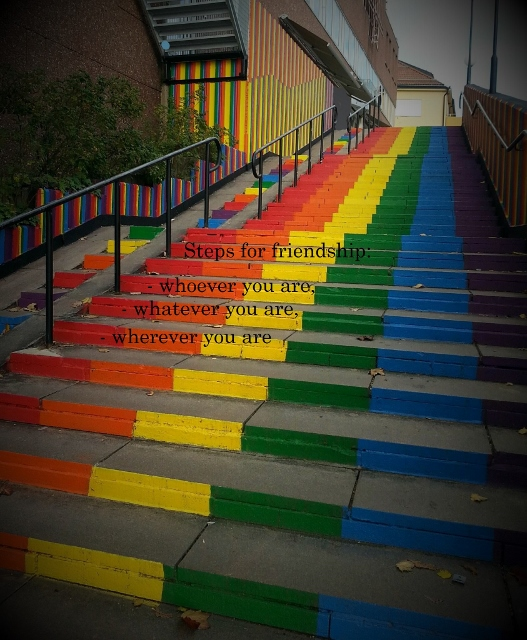 Steps for friendship:
- whoever you are,
- whatever you are,
- wherever you are